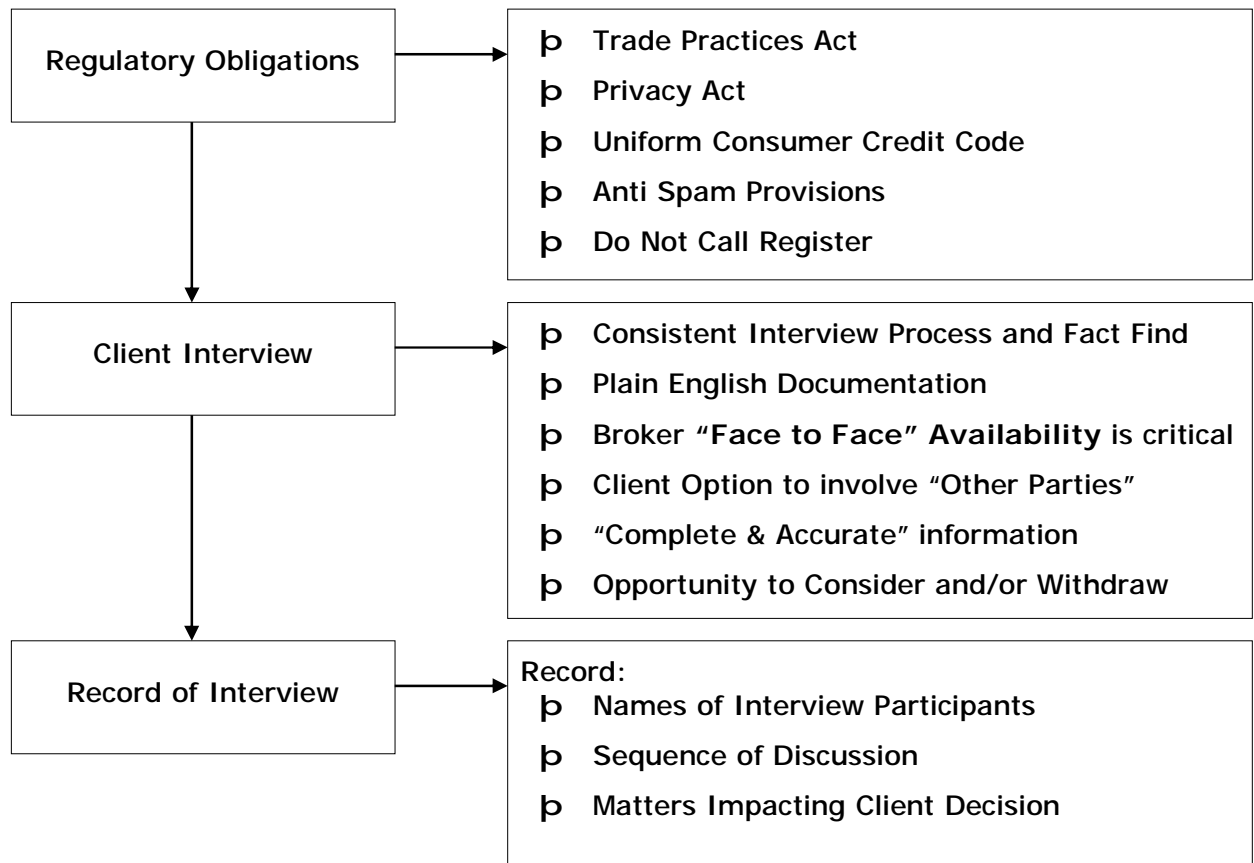 Regulatory Obligations
þ Trade Practices Act
þ Privacy Act
þ Uniform Consumer Credit Code
þ Anti Spam Provisions
þ Do Not Call Register
Client Interview
þ Consistent Interview Process and Fact Find
þ Plain English Documentation
þ Broker “Face to Face” Availability is critical
þ Client Option to involve “Other Parties”
þ “Complete & Accurate” information
þ Opportunity to Consider and/or Withdraw
Record of Interview
Record:
þ Names of Interview Participants
þ Sequence of Discussion
þ Matters Impacting Client Decision